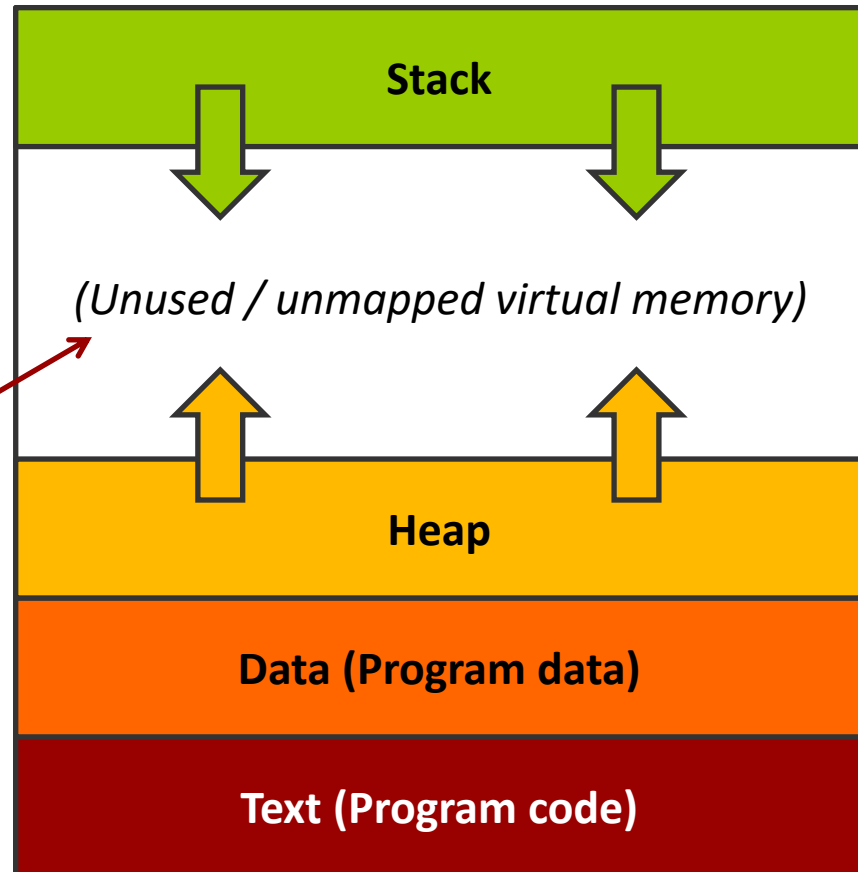 Stack
(Unused / unmapped virtual memory)
Heap
Data (Program data)
Text (Program code)